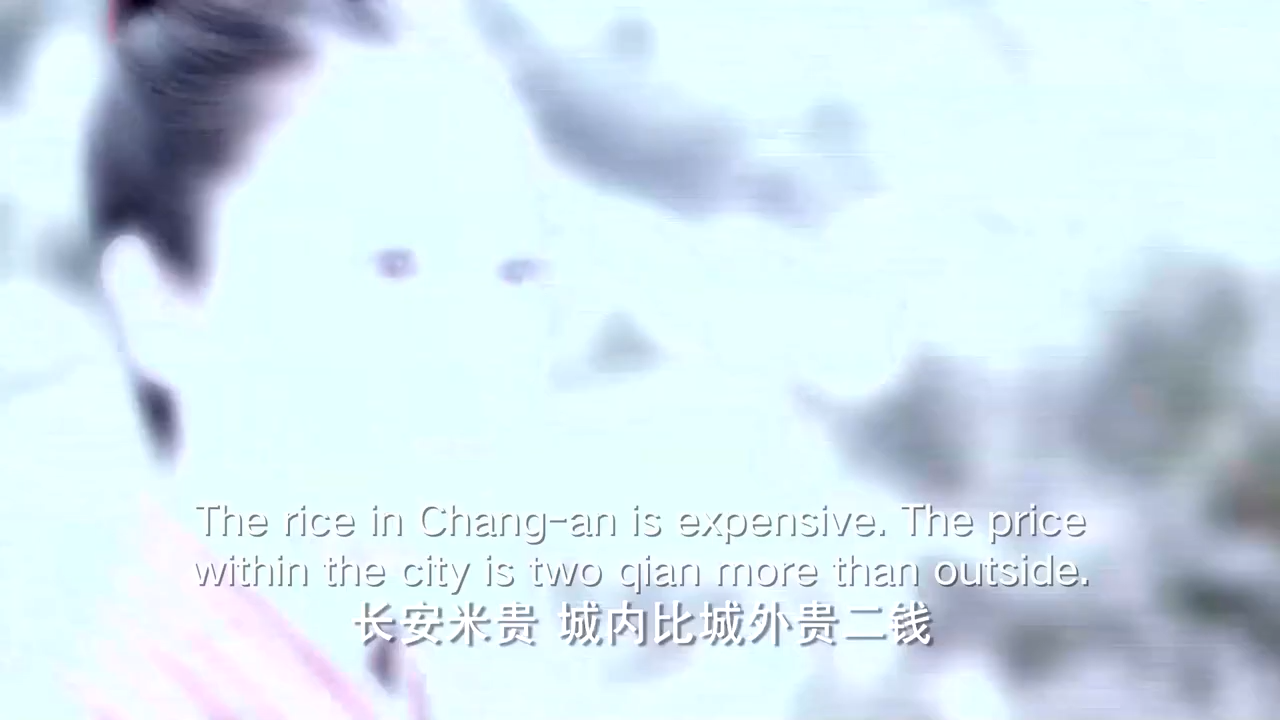 The rice in Chang-an is expensive. The price
within the city is two qian more than outside.
长安米贵 城内比城外贵二钱